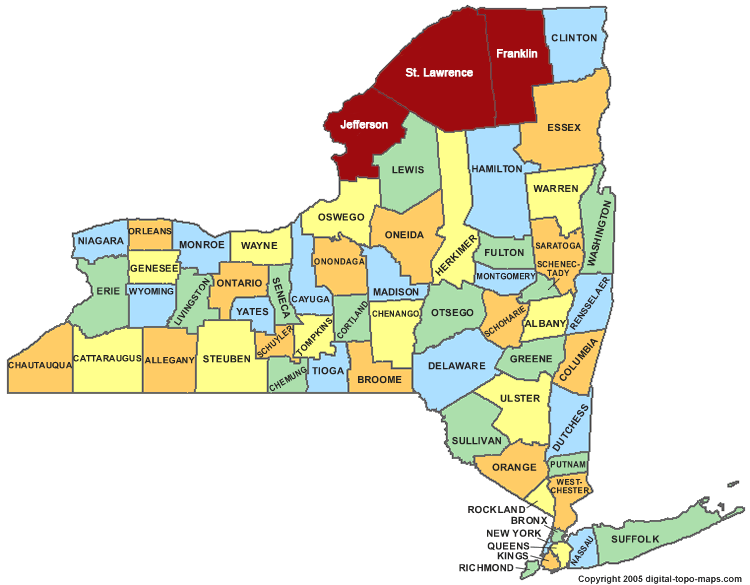 CLINTON
Franklin
St. Lawrence
Jefferson
ESSEX
LEWIS
HAMILTON
WARREN
WASHINGTON
OSWEGO
ONEIDA
HERKIMER
ORLEANS
NIAGARA
MONROE
WAYNE
GENESEE
ONONDAGA
FULTON
SARATOGA
SCHENEC-
TADY
MONTGOMERY
ERIE
WYOMING
LIVINGSTON
ONTARIO
SENECA
CAYUGA
MADISON
RENSSELAER
YATES
CORTLAND
CHENANGO
OTSEGO
SCHOHARIE
ALBANY
CHAUTAUQUA
CATTARAUGUS
ALLEGANY
STEUBEN
SCHUYLER
TOMPKINS
CHEMUNG
TIOGA
BROOME
DELAWARE
GREENE
COLUMBIA
ULSTER
DUTCHESS
SULLIVAN
ORANGE
PUTNAM
WEST-
CHESTER
ROCKLAND
BRONX
NEW YORK
QUEENS
KINGS
RICHMOND
NASSAU
SUFFOLK
Copyright 2005 digital-topo-maps.com